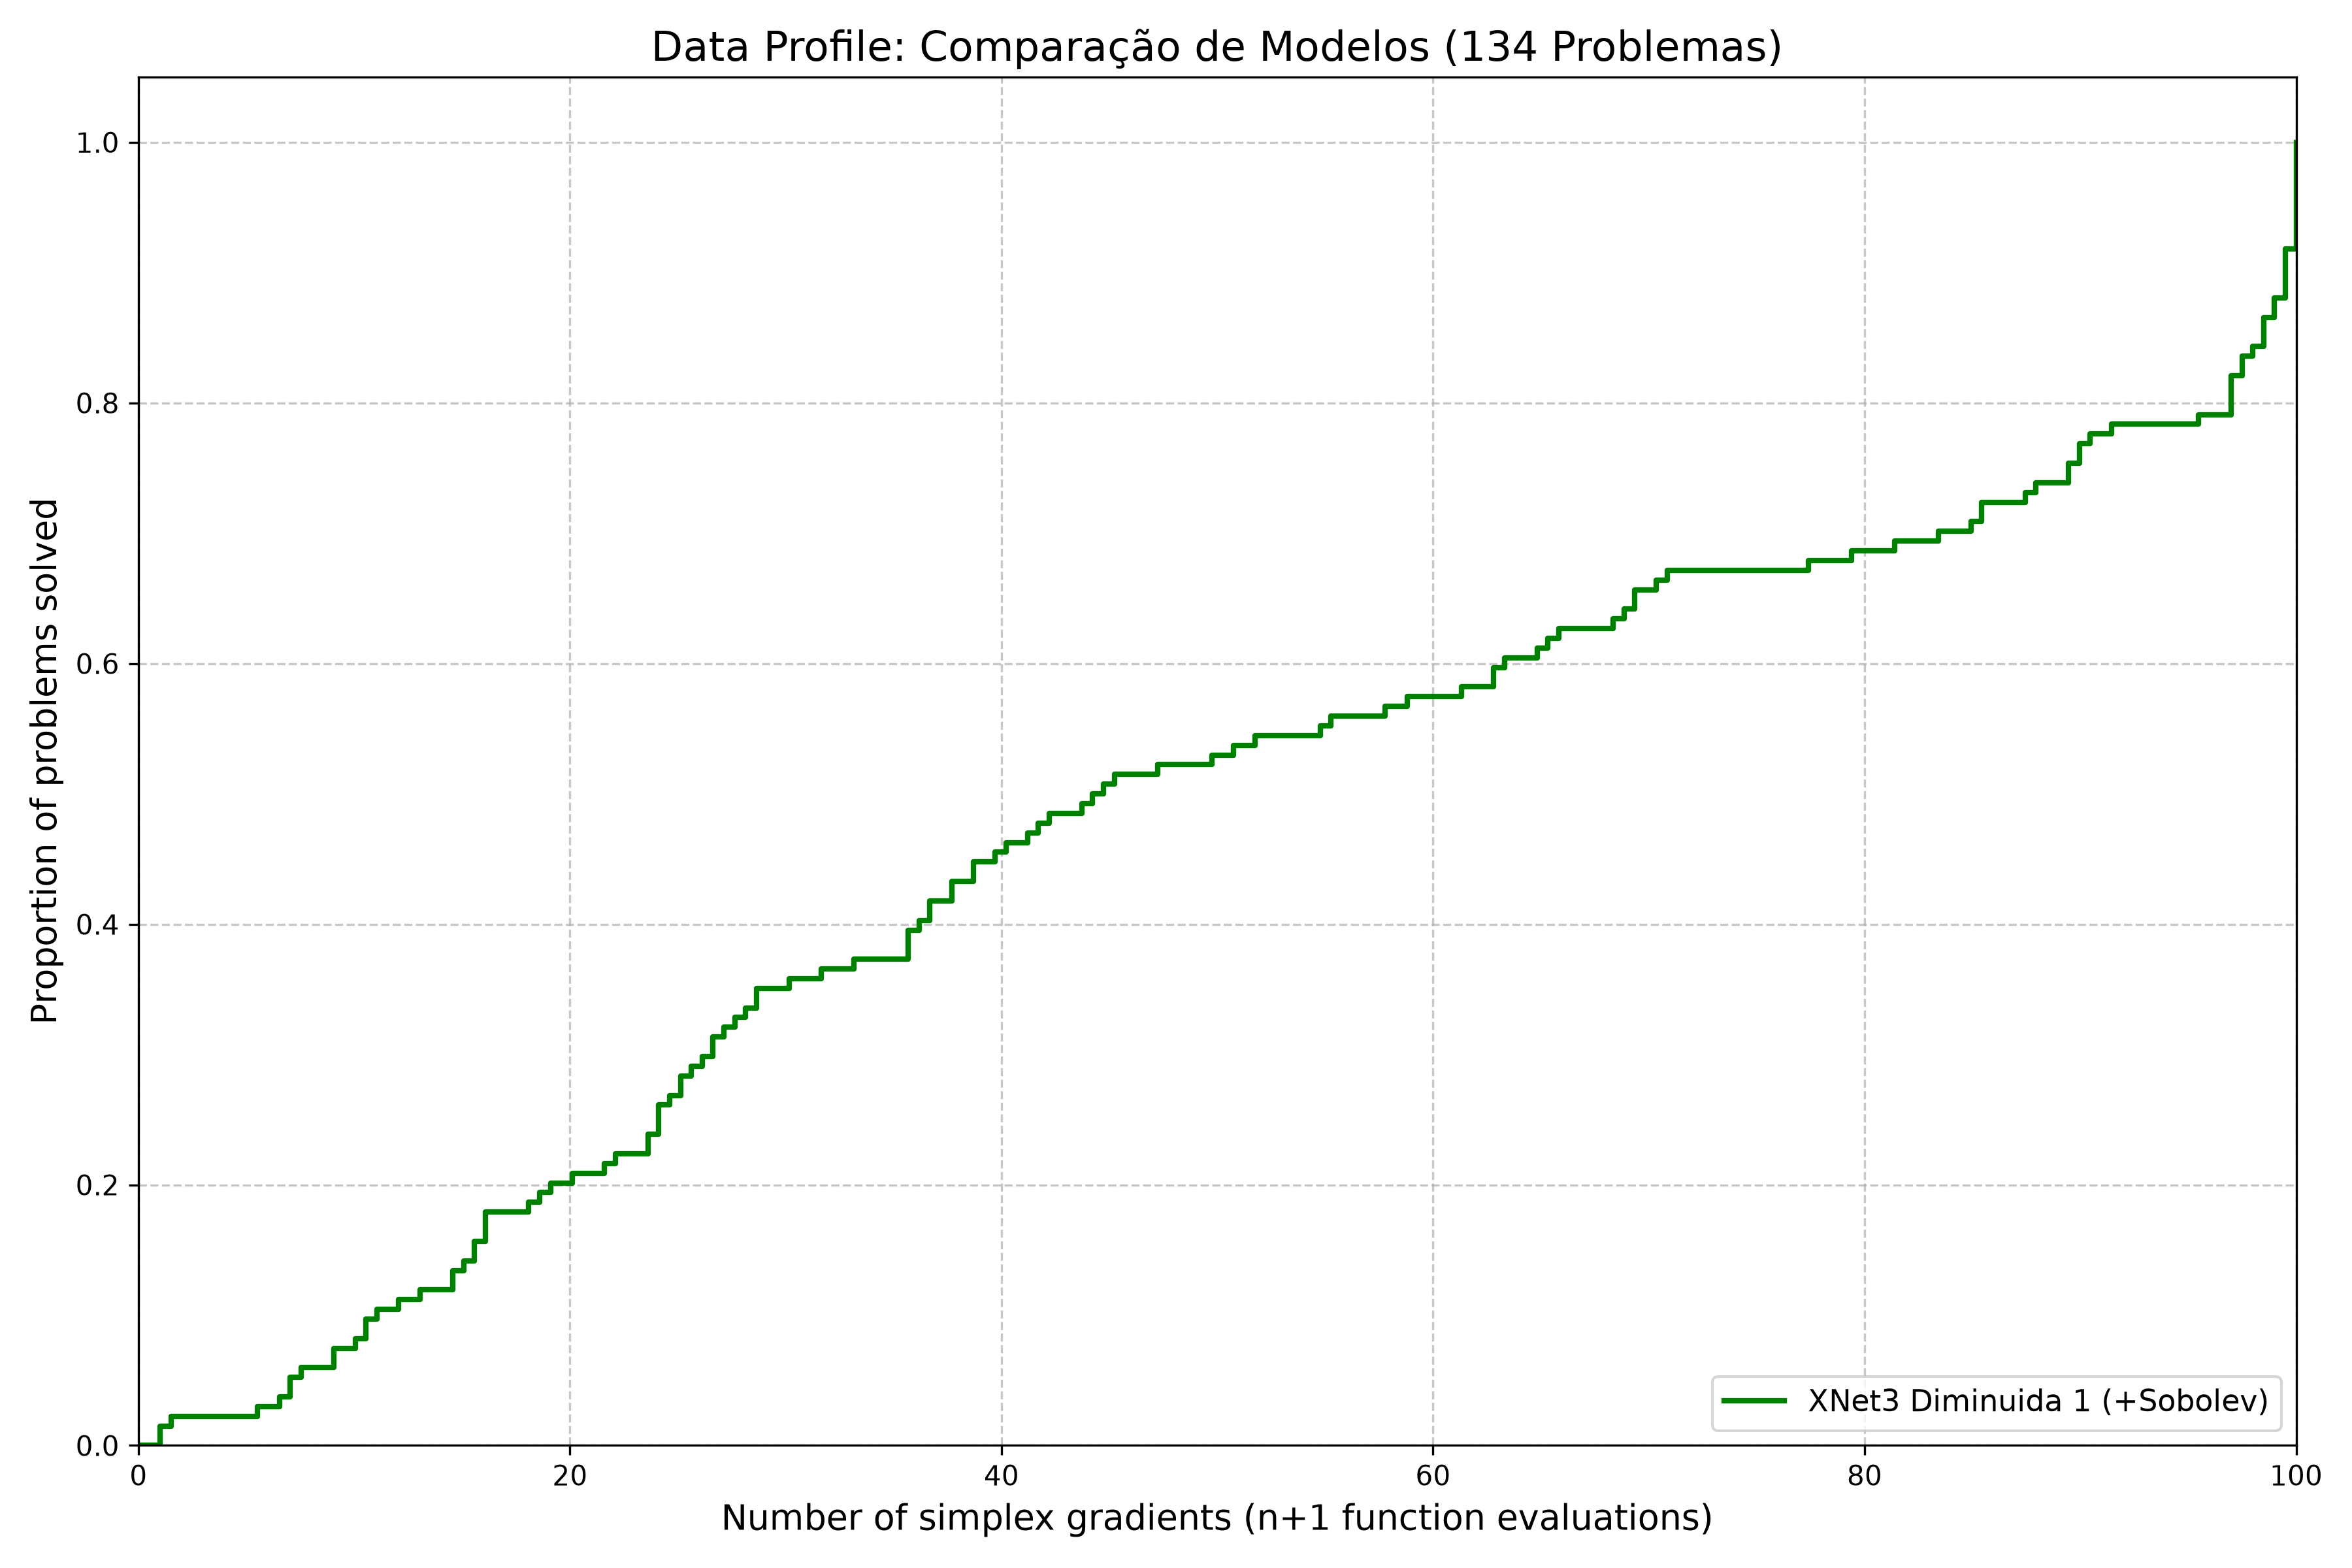 Data Profile: Comparação de Modelos (134 Problemas)
1.0
0.8
0.6
0.4
0.2
0.0
Proportion of problems solved
0 20 40 60 80 100
Number of simplex gradients (n+1 function evaluations)
XNet3 Diminuida 1 (+Sobolev)